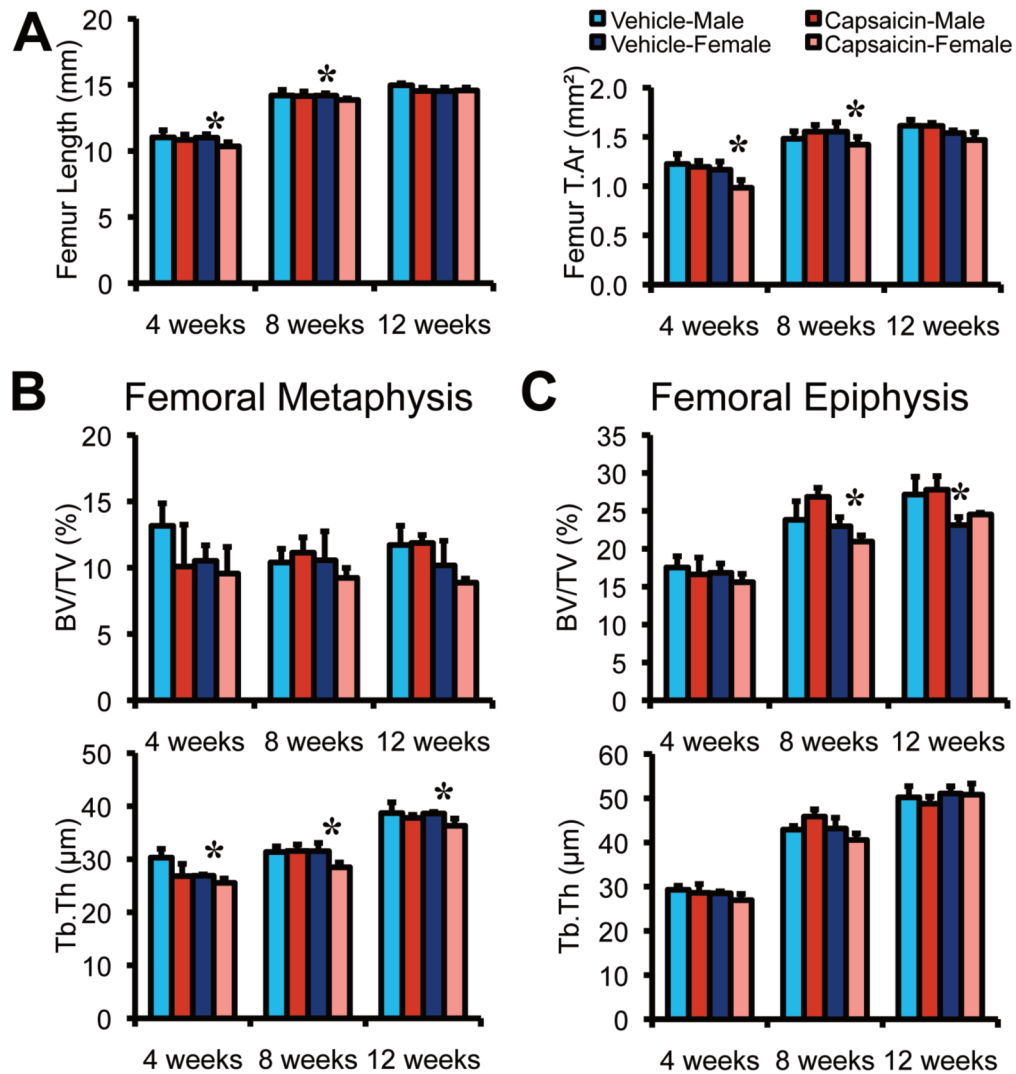 A
Vehicle-Male
Capsaicin-Male
Vehicle-Female
Capsaicin-Female
Femur Length (mm)
20
15
10
5
0
*
*
4 weeks
8 weeks
12 weeks
Femur T.Ar (mm²)
2.0
1.5
1.0
0.5
0.0
*
*
4 weeks
8 weeks
12 weeks
B
Femoral Metaphysis
BV/TV (%)
20
15
10
5
0
4 weeks
8 weeks
12 weeks
Tb.Th (µm)
50
40
30
20
10
0
*
*
*
4 weeks
8 weeks
12 weeks
C
Femoral Epiphysis
BV/TV (%)
35
30
25
20
15
10
5
0
*
*
4 weeks
8 weeks
12 weeks
Tb.Th (µm)
60
50
40
30
20
10
0
4 weeks
8 weeks
12 weeks